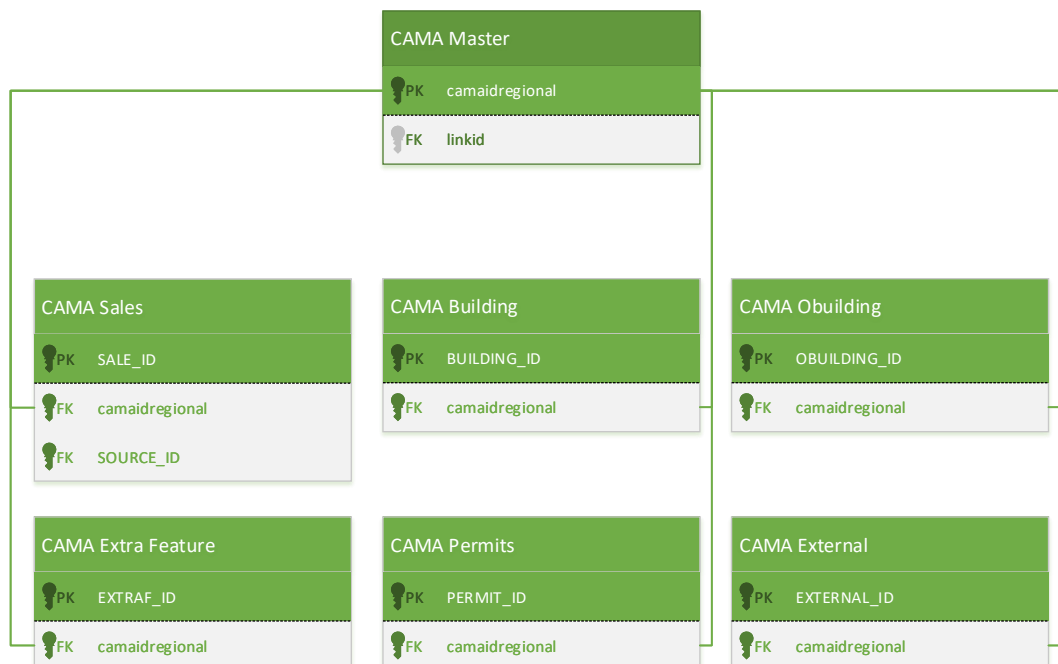 CAMA Master
PK camaidregional
FK linkid
CAMA Sales
PK SALE_ID
FK camaidregional
FK SOURCE_ID
CAMA Building
PK BUILDING_ID
FK camaidregional
CAMA Obuilding
PK OBUILDING_ID
FK camaidregional
CAMA Extra Feature
PK EXTRAF_ID
FK camaidregional
CAMA Permits
PK PERMIT_ID
FK camaidregional
CAMA External
PK EXTERNAL_ID
FK camaidregional